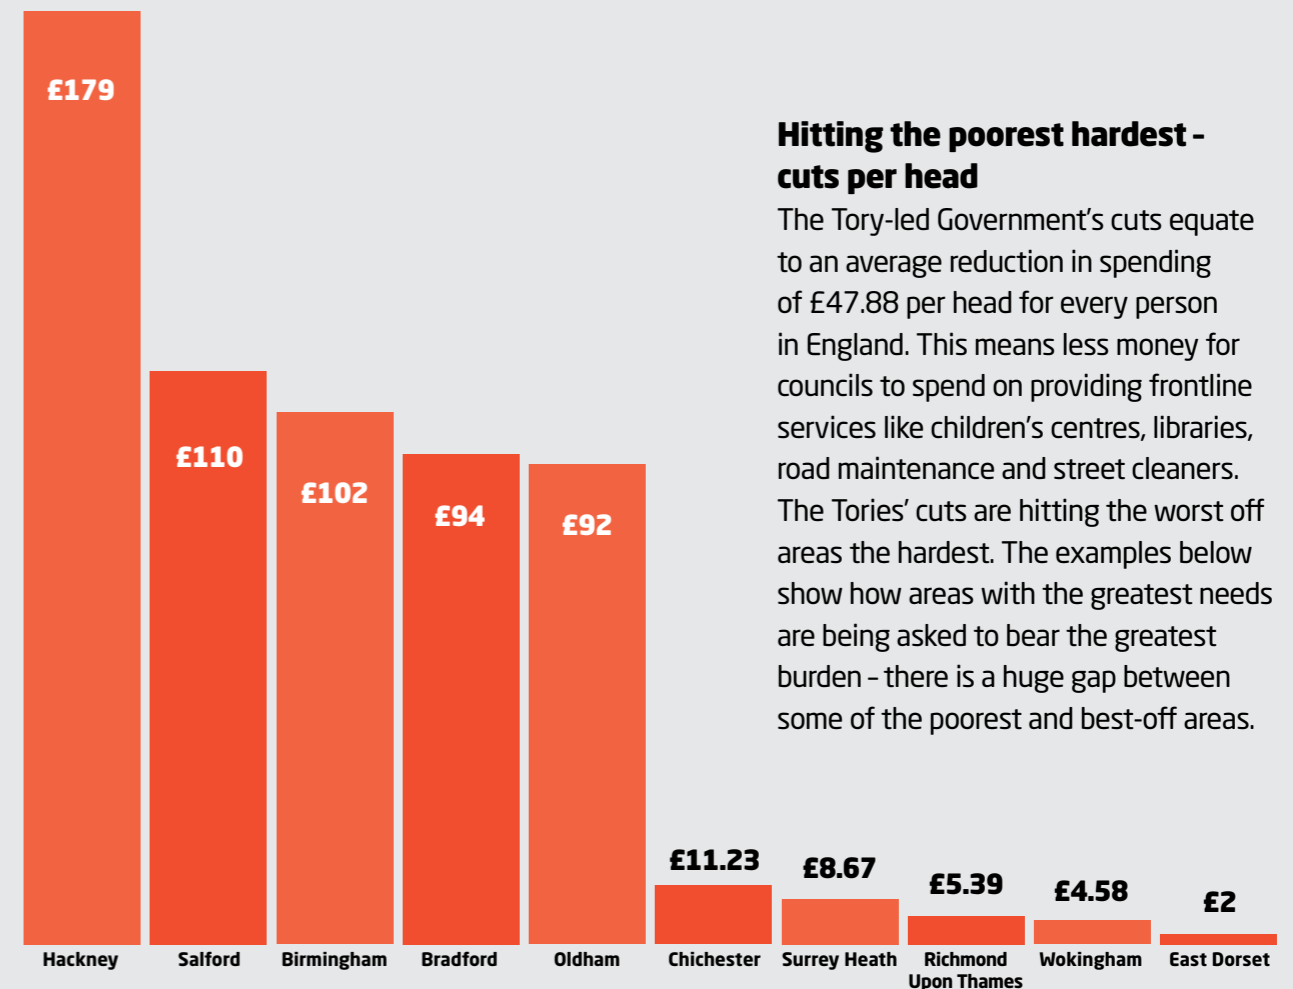 £179
£110
£102
£94
£92
£11.23
£8.67
£5.39
£4.58
£2
Hitting the poorest hardest –
cuts per head
The Tory-led Government’s cuts equate
to an average reduction in spending
of £47.88 per head for every person
in England. This means less money for
councils to spend on providing frontline
services like children’s centres, libraries,
road maintenance and street cleaners.
The Tories’ cuts are hitting the worst off
areas the hardest. The examples below
show how areas with the greatest needs
are being asked to bear the greatest
burden – there is a huge gap between
some of the poorest and best-off areas.
Hackney
Salford
Birmingham
Bradford
Oldham
Chichester
Surrey Heath
Richmond
Upon Thames
Wokingham
East Dorset